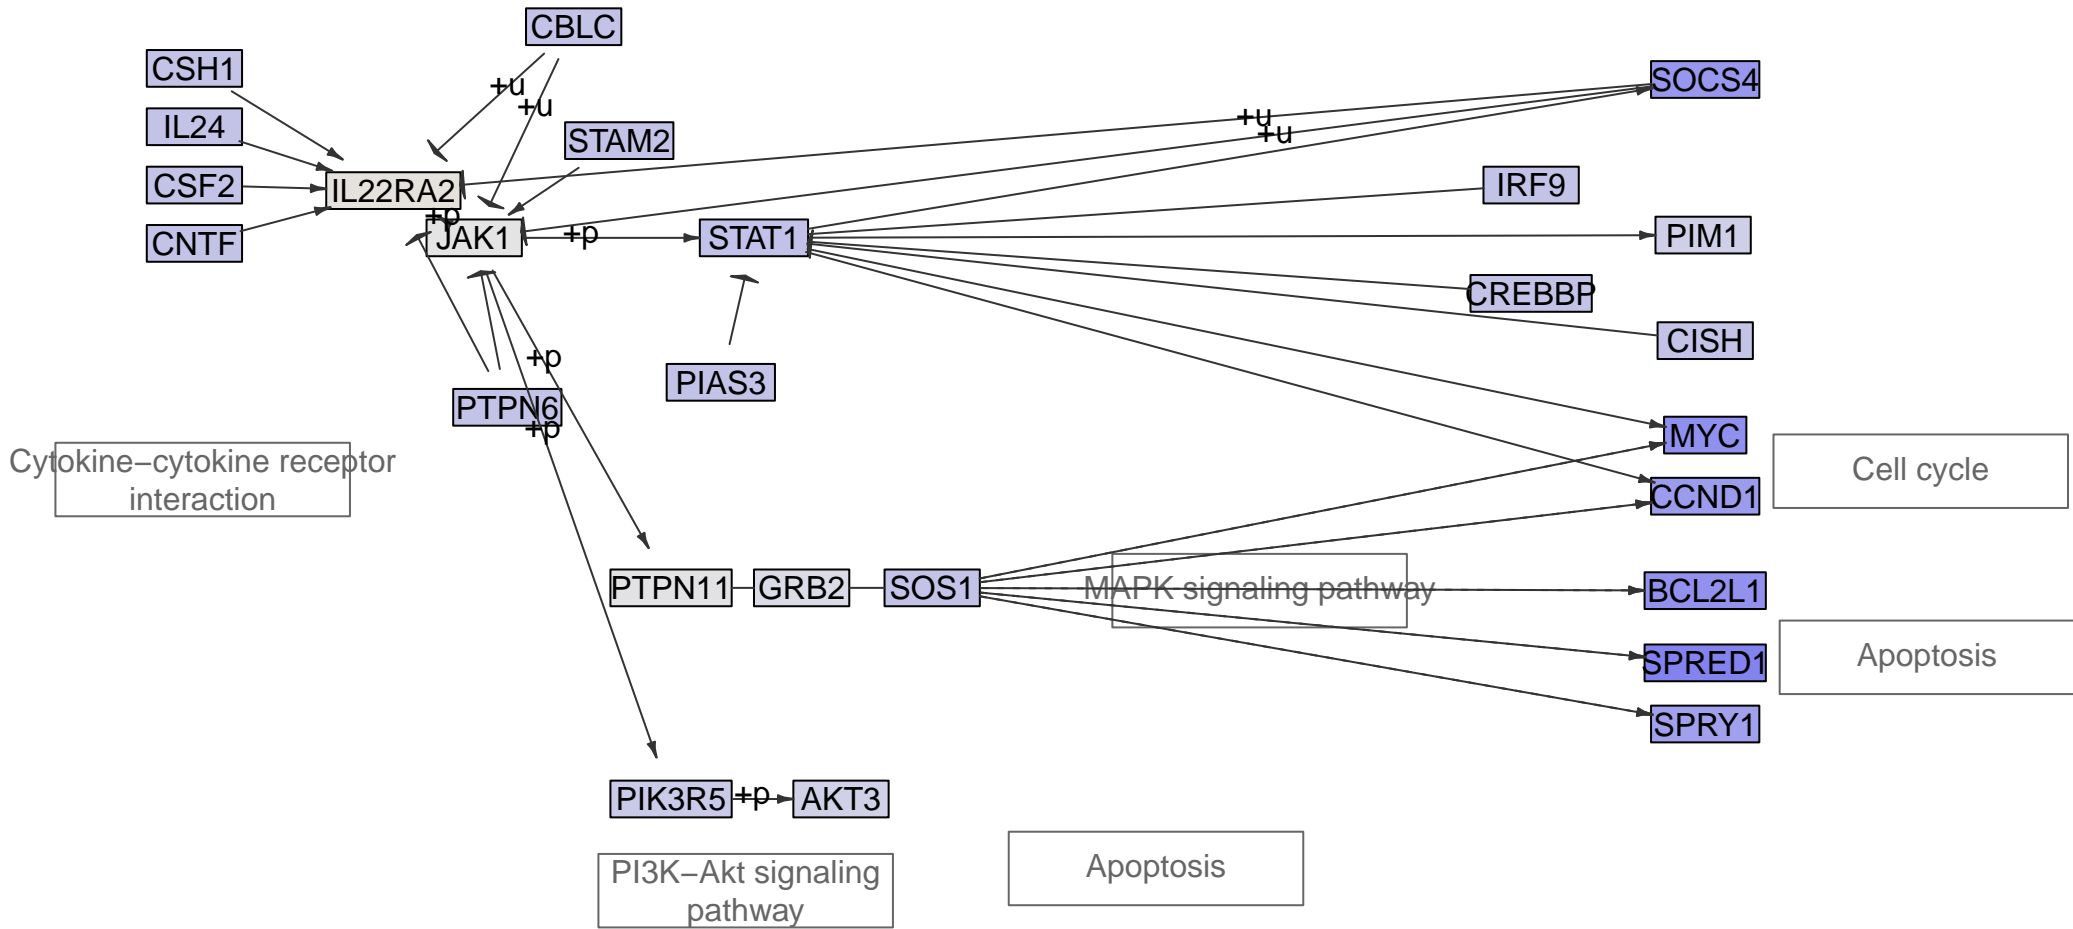 CBLC
CSH1
+u
SOCS4
+u
+u
IL24
+u
STAM2
CSF2
IL22RA2
IRF9
+p
CNTF
JAK1
+p
STAT1
PIM1
CREBBP
CISH
+p
PIAS3
PTPN6
+p
MYC
Cytokine−cytokine receptor
interaction
Cell cycle
CCND1
PTPN11
GRB2
SOS1
MAPK signaling pathway
BCL2L1
SPRED1
Apoptosis
SPRY1
PIK3R5
+p
AKT3
PI3K−Akt signaling
pathway
Apoptosis